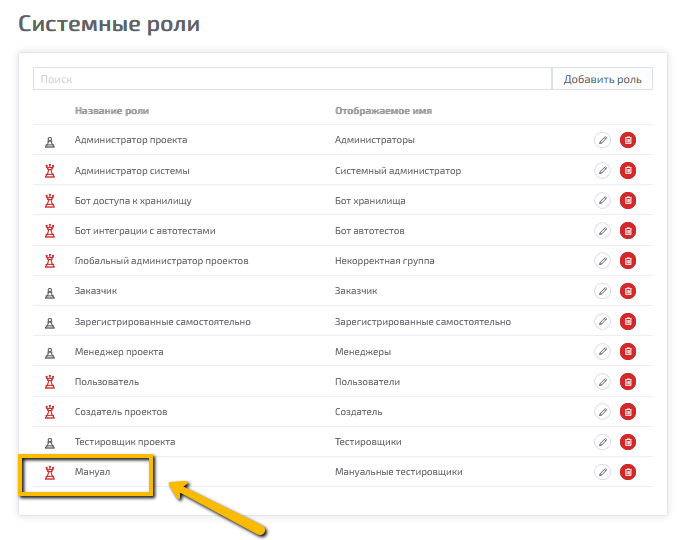 Системные роли
Поиск Добавить роль
Название роли Отображаемое имя
Администратор проекта Администраторы
Администратор системы Системный администратор
Бот доступа к хранилищу Бот хранилища
Бот интеграции с автотестами Бот автотестов
Глобальный администратор проектов Некорректная группа
Заказчик Заказчик
Зарегистрированные самостоятельно Зарегистрированные самостоятельно
Менеджер проекта Менеджеры
Пользователь Пользователи
Создатель проектов Создатель
Тестировщик проекта Тестировщики
Мануал Мануальные тестировщики